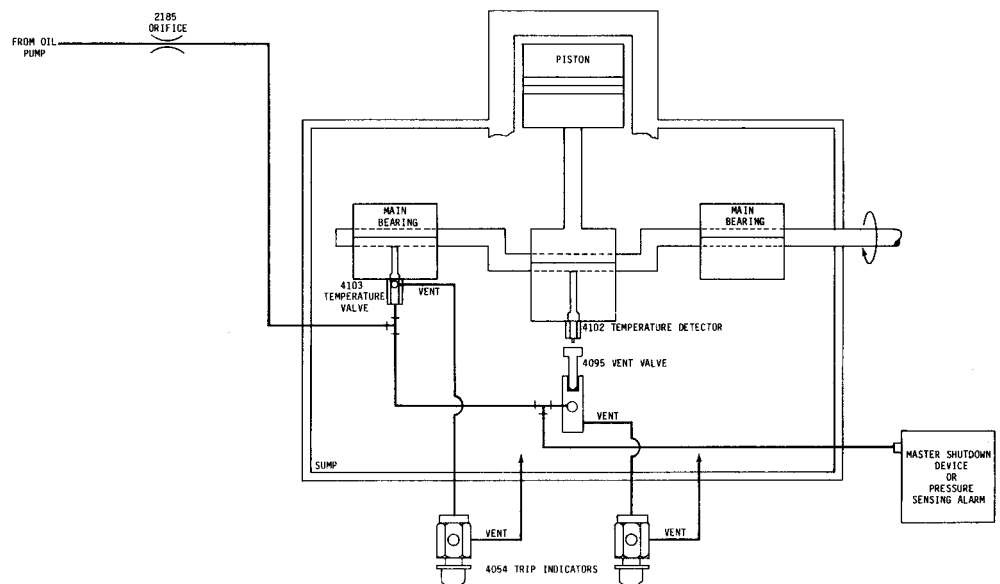 2185
ORIFICE
FROM OIL
PUMP
PISTON
MAIN
BEARING
MAIN
BEARING
4103
TEMPERATURE
VALVE
VENT
4102 TEMPERATURE DETECTOR
4095 VENT VALVE
VENT
SUMP
MASTER SHUTDOWN
DEVICE
OR
PRESSURE
SENSING ALARM
VENT
VENT
4054 TRIP INDICATORS